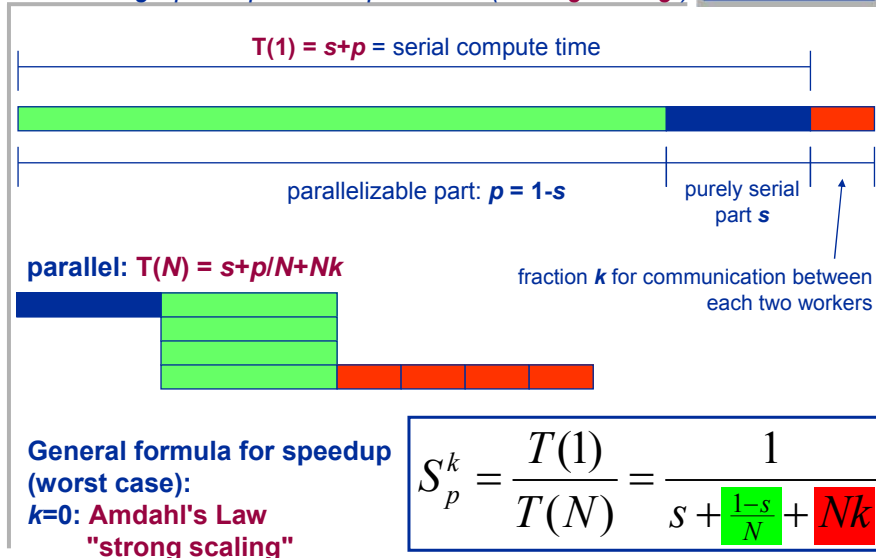 T(1) = s+p = serial compute time
parallelizable part: p = 1-s
purely serial
part s
parallel: T(N) = s+p/N+Nk
fraction k for communication between
each two workers
General formula for speedup
(worst case):
k=0: Amdahl's Law
"strong scaling"
S_p^k = T(1)/T(N) = 1/(s + (1-s)/N + Nk)